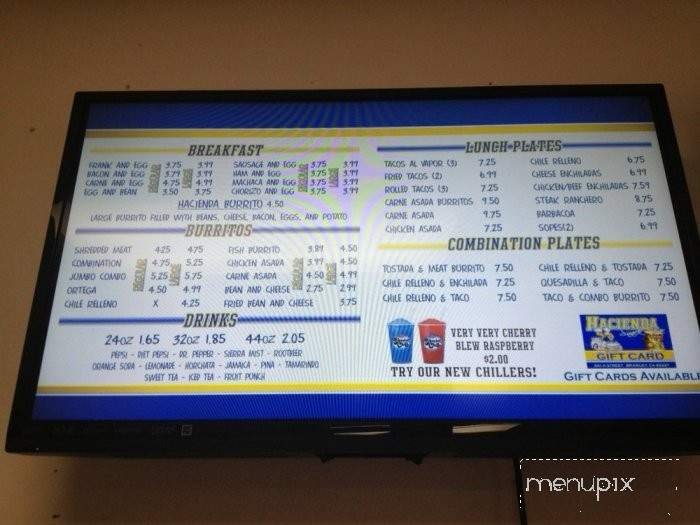 BREAKFAST
FRANK AND EGG 3.75 3.99
BACON AND EGG 3.75 3.99
CARNE AND EGG 4.75 4.99
EGG AND BEAN 3.50 3.75
REGULAR
LARGE
SAUSAGE AND EGG 3.75 3.99
HAM AND EGG 3.75 3.99
MACHACA AND EGG 3.75 3.99
CHORIZO AND EGG 3.75 3.99
REGULAR
LARGE
HACIENDA BURRITO 4.50
LARGE BURRITO FILLED WITH BEANS, CHEESE, BACON, EGGS, AND POTATO
BURRITOS
SHREDDED MEAT 4.25 4.75
COMBINATION 4.75 5.25
JUMBO COMBO 5.25 5.75
ORTEGA 4.50 4.99
CHILE RELLENO X 4.25
REGULAR
LARGE
FISH BURRITO 3.89 4.50
CHICKEN ASADA 3.99 4.50
CARNE ASADA 4.50 4.99
BEAN AND CHEESE 2.75 2.99
FRIED BEAN AND CHEESE 3.75
REGULAR
LARGE
DRINKS
24OZ 1.65 32OZ 1.85 44OZ 2.05
PEPSI - DIET PEPSI - DR. PEPPER - SIERRA MIST - ROOTBEER
ORANGE SODA - LEMONADE - HORCHATA - JAMAICA - PINA - TAMARINDO
SWEET TEA - ICED TEA - FRUIT PUNCH
LUNCH PLATES
TACOS AL VAPOR (3) 7.25
FRIED TACOS (2) 6.99
ROLLED TACOS (3) 7.25
CARNE ASADA BURRITOS 9.50
CARNE ASADA 9.75
CHICKEN ASADA 7.25
CHILE RELLENO 6.75
CHEESE ENCHILADAS 6.99
CHICKEN/BEEF ENCHILADAS 7.59
STEAK RANCHERO 8.75
BARBACOA 7.25
SOPES(2) 6.99
COMBINATION PLATES
TOSTADA & MEAT BURRITO 7.50
CHILE RELLENO & ENCHILADA 7.50
CHILE RELLENO & TACO 7.50
CHILE RELLENO & TOSTADA 7.25
QUESADILLA & TACO 7.50
TACO & COMBO BURRITO 7.50
VERY VERY CHERRY
BLEW RASPBERRY
$2.00
TRY OUR NEW CHILLERS!
HACIENDA
GIFT CARD
GIFT CARDS AVAILABLE
menupix